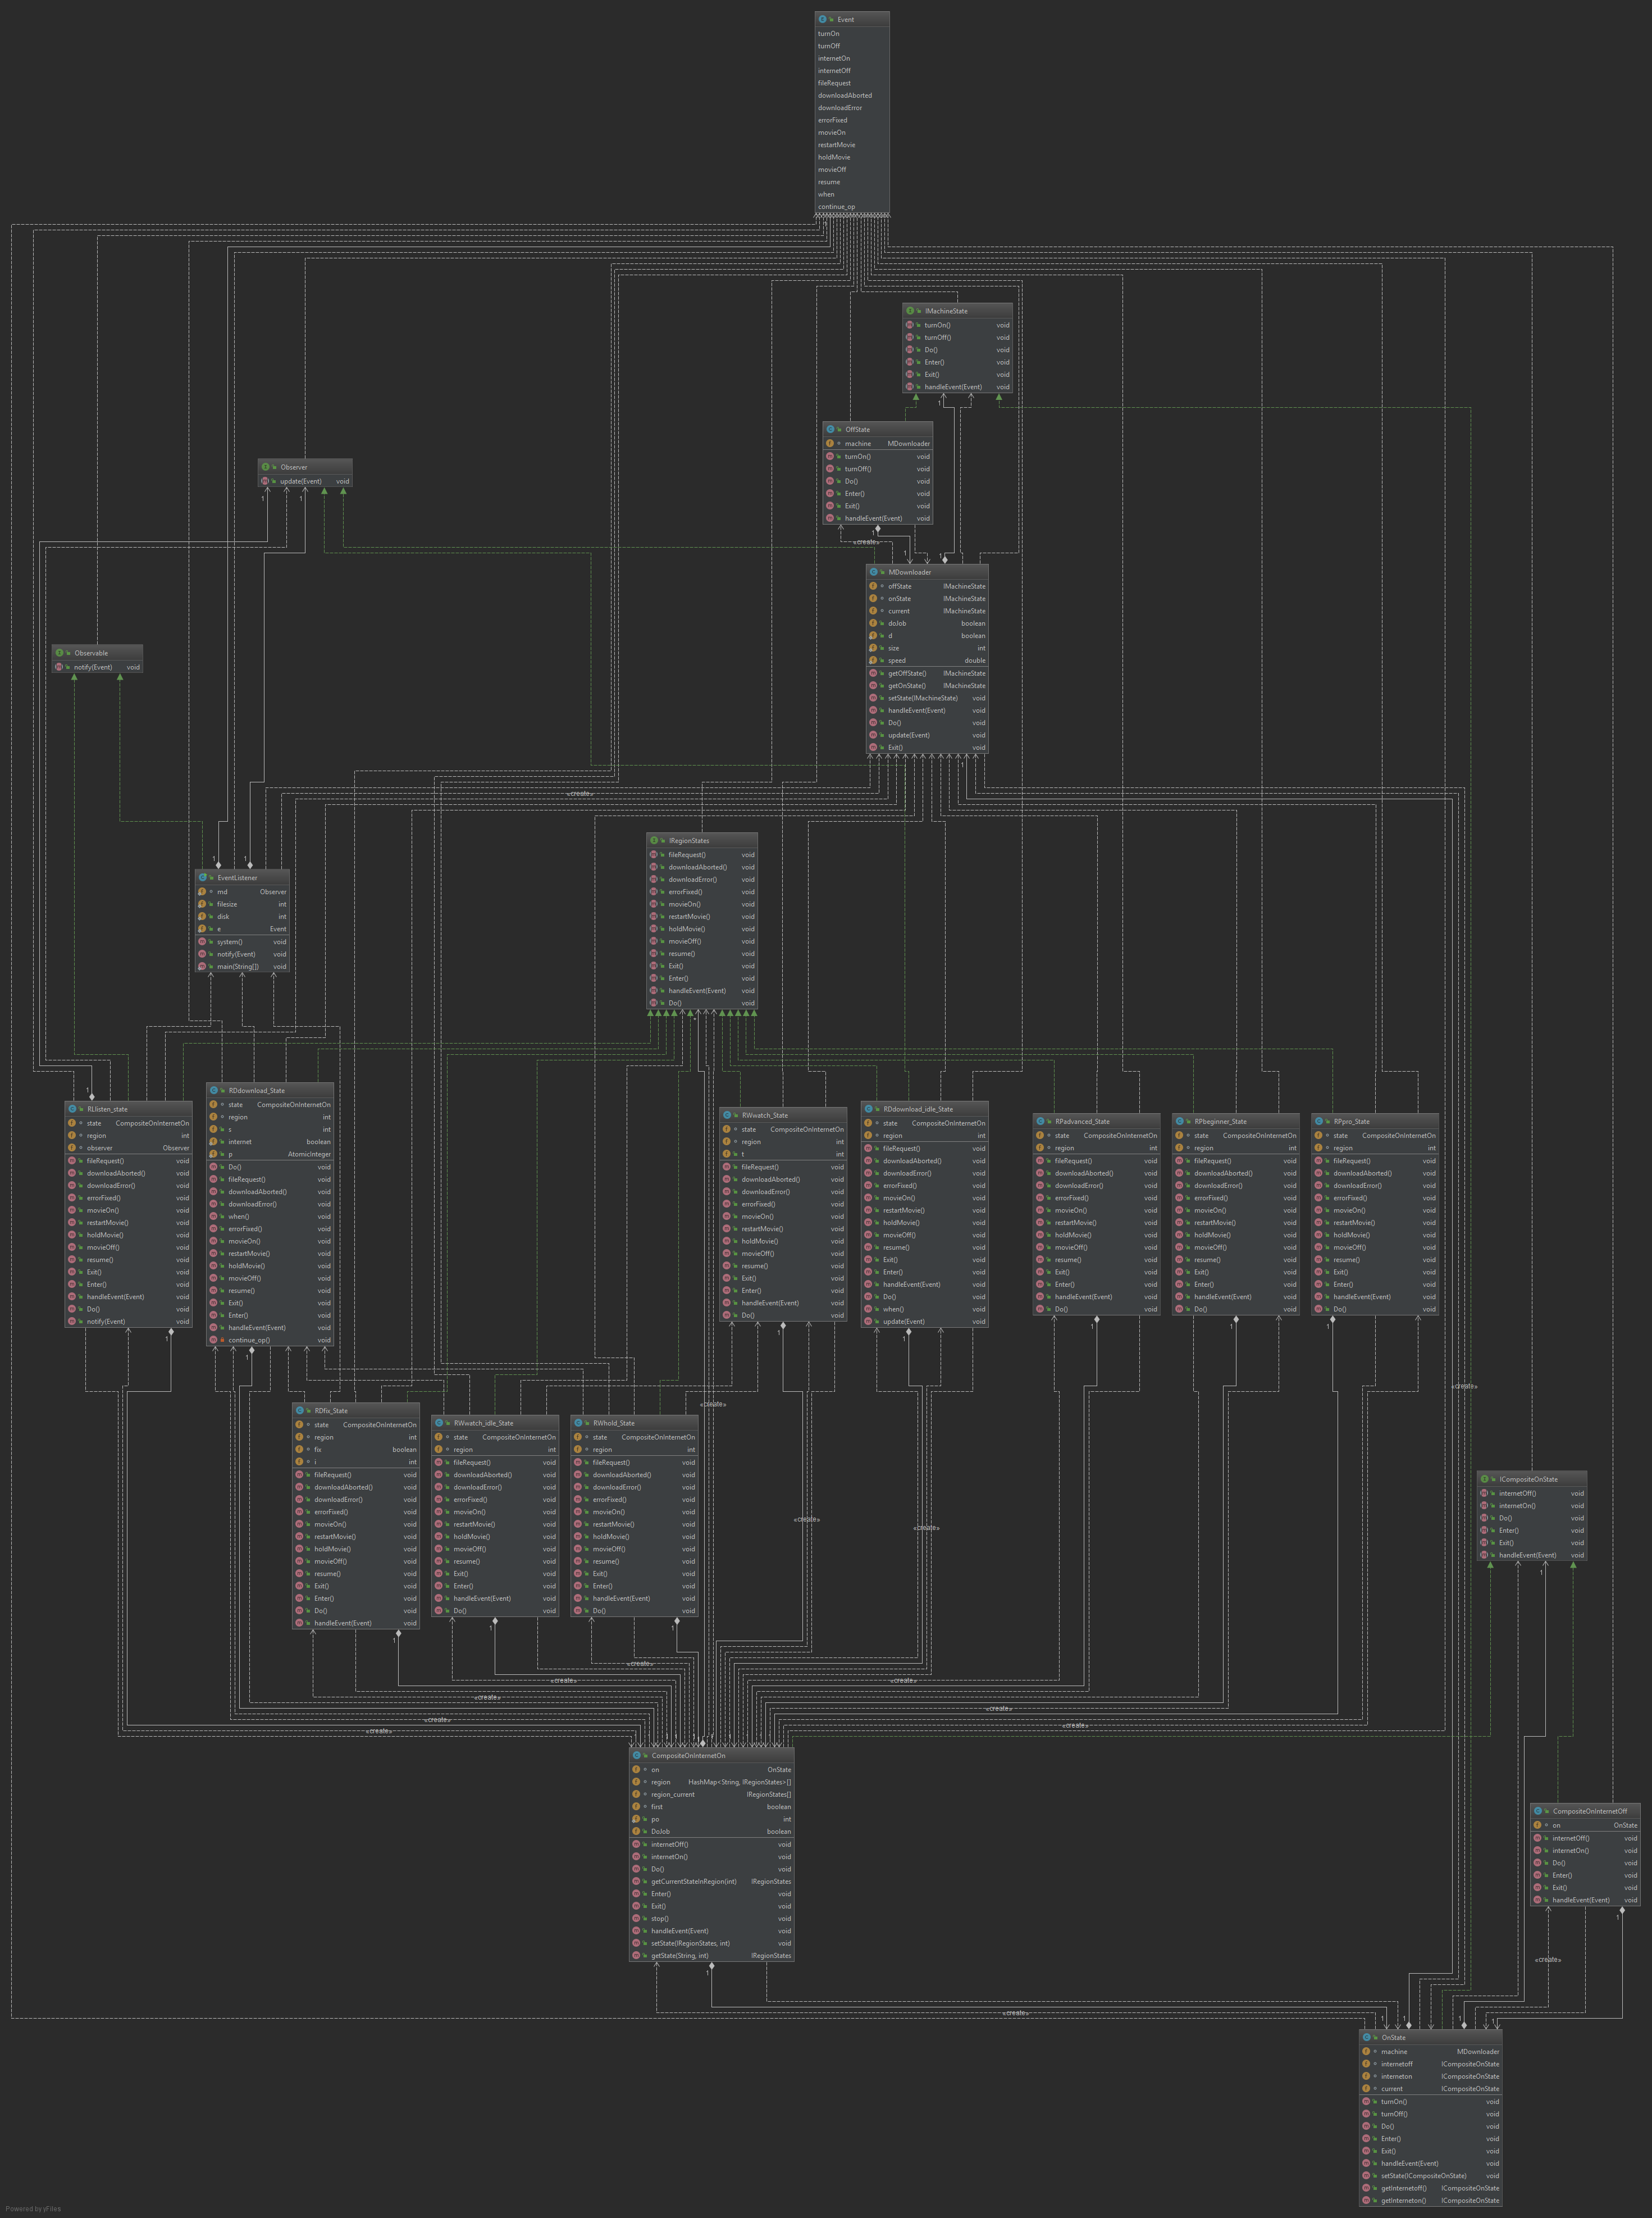 Event
turnOn
turnOff
internetOn
internetOff
fileRequest
downloadAborted
downloadError
errorFixed
movieOn
restartMovie
holdMovie
movieOff
resume
when
continue_op
IMachineState
turnOn() void
turnOff() void
Do() void
Enter() void
Exit() void
handleEvent(Event) void
OffState
machine MDownloader
turnOn() void
turnOff() void
Do() void
Enter() void
Exit() void
handleEvent(Event) void
Observer
update(Event) void
«create»
MDownloader
offState IMachineState
onState IMachineState
current IMachineState
doJob boolean
d boolean
size int
speed double
getOffState() IMachineState
getOnState() IMachineState
setState(IMachineState) void
handleEvent(Event) void
Do() void
update(Event) void
Exit() void
Observable
notify(Event) void
«create»
IRegionStates
fileRequest() void
downloadAborted() void
downloadError() void
errorFixed() void
movieOn() void
restartMovie() void
holdMovie() void
movieOff() void
resume() void
Exit() void
Enter() void
handleEvent(Event) void
Do() void
EventListener
md Observer
filesize int
disk int
e Event
system() void
notify(Event) void
main(String[]) void
RLlisten_state
state CompositeOnInternetOn
region int
observer Observer
fileRequest() void
downloadAborted() void
downloadError() void
errorFixed() void
movieOn() void
restartMovie() void
holdMovie() void
movieOff() void
resume() void
Exit() void
Enter() void
handleEvent(Event) void
Do() void
notify(Event) void
RDdownload_State
state CompositeOnInternetOn
region int
s int
internet boolean
p AtomicInteger
Do() void
fileRequest() void
downloadAborted() void
downloadError() void
when() void
errorFixed() void
movieOn() void
restartMovie() void
holdMovie() void
movieOff() void
resume() void
Exit() void
Enter() void
handleEvent(Event) void
continue_op() void
RWwatch_State
state CompositeOnInternetOn
region int
t int
fileRequest() void
downloadAborted() void
downloadError() void
errorFixed() void
movieOn() void
restartMovie() void
holdMovie() void
movieOff() void
resume() void
Exit() void
Enter() void
handleEvent(Event) void
Do() void
RDdownload_idle_State
state CompositeOnInternetOn
region int
fileRequest() void
downloadAborted() void
downloadError() void
errorFixed() void
movieOn() void
restartMovie() void
holdMovie() void
movieOff() void
resume() void
Exit() void
Enter() void
handleEvent(Event) void
Do() void
when() void
update(Event) void
RPadvanced_State
state CompositeOnInternetOn
region int
fileRequest() void
downloadAborted() void
downloadError() void
errorFixed() void
movieOn() void
restartMovie() void
holdMovie() void
movieOff() void
resume() void
Exit() void
Enter() void
handleEvent(Event) void
Do() void
RPbeginner_State
state CompositeOnInternetOn
region int
fileRequest() void
downloadAborted() void
downloadError() void
errorFixed() void
movieOn() void
restartMovie() void
holdMovie() void
movieOff() void
resume() void
Exit() void
Enter() void
handleEvent(Event) void
Do() void
RPpro_State
state CompositeOnInternetOn
region int
fileRequest() void
downloadAborted() void
downloadError() void
errorFixed() void
movieOn() void
restartMovie() void
holdMovie() void
movieOff() void
resume() void
Exit() void
Enter() void
handleEvent(Event) void
Do() void
«create»
«create»
RDfix_State
state CompositeOnInternetOn
region int
fix boolean
i int
fileRequest() void
downloadAborted() void
downloadError() void
errorFixed() void
movieOn() void
restartMovie() void
holdMovie() void
movieOff() void
resume() void
Exit() void
Enter() void
Do() void
handleEvent(Event) void
RWwatch_idle_State
state CompositeOnInternetOn
region int
fileRequest() void
downloadAborted() void
downloadError() void
errorFixed() void
movieOn() void
restartMovie() void
holdMovie() void
movieOff() void
resume() void
Exit() void
Enter() void
handleEvent(Event) void
Do() void
RWhold_State
state CompositeOnInternetOn
region int
fileRequest() void
downloadAborted() void
downloadError() void
errorFixed() void
movieOn() void
restartMovie() void
holdMovie() void
movieOff() void
resume() void
Exit() void
Enter() void
handleEvent(Event) void
Do() void
«create»
«create»
ICompositeOnState
internetOff() void
internetOn() void
Do() void
Enter() void
Exit() void
handleEvent(Event) void
«create»
«create»
«create»
«create»
«create»
«create»
«create»
«create»
CompositeOnInternetOn
on OnState
region HashMap<String, IRegionStates>[]
region_current IRegionStates[]
first boolean
po int
DoJob boolean
internetOff() void
internetOn() void
Do() void
getCurrentStateInRegion(int) IRegionStates
Enter() void
Exit() void
stop() void
handleEvent(Event) void
setState(IRegionStates, int) void
getState(String, int) IRegionStates
CompositeOnInternetOff
on OnState
internetOff() void
internetOn() void
Do() void
Enter() void
Exit() void
handleEvent(Event) void
«create»
«create»
OnState
machine MDownloader
internetoff ICompositeOnState
interneton ICompositeOnState
current ICompositeOnState
turnOn() void
turnOff() void
Do() void
Enter() void
Exit() void
handleEvent(Event) void
setState(ICompositeOnState) void
getInternetoff() ICompositeOnState
getInterneton() ICompositeOnState
Powered by yFiles